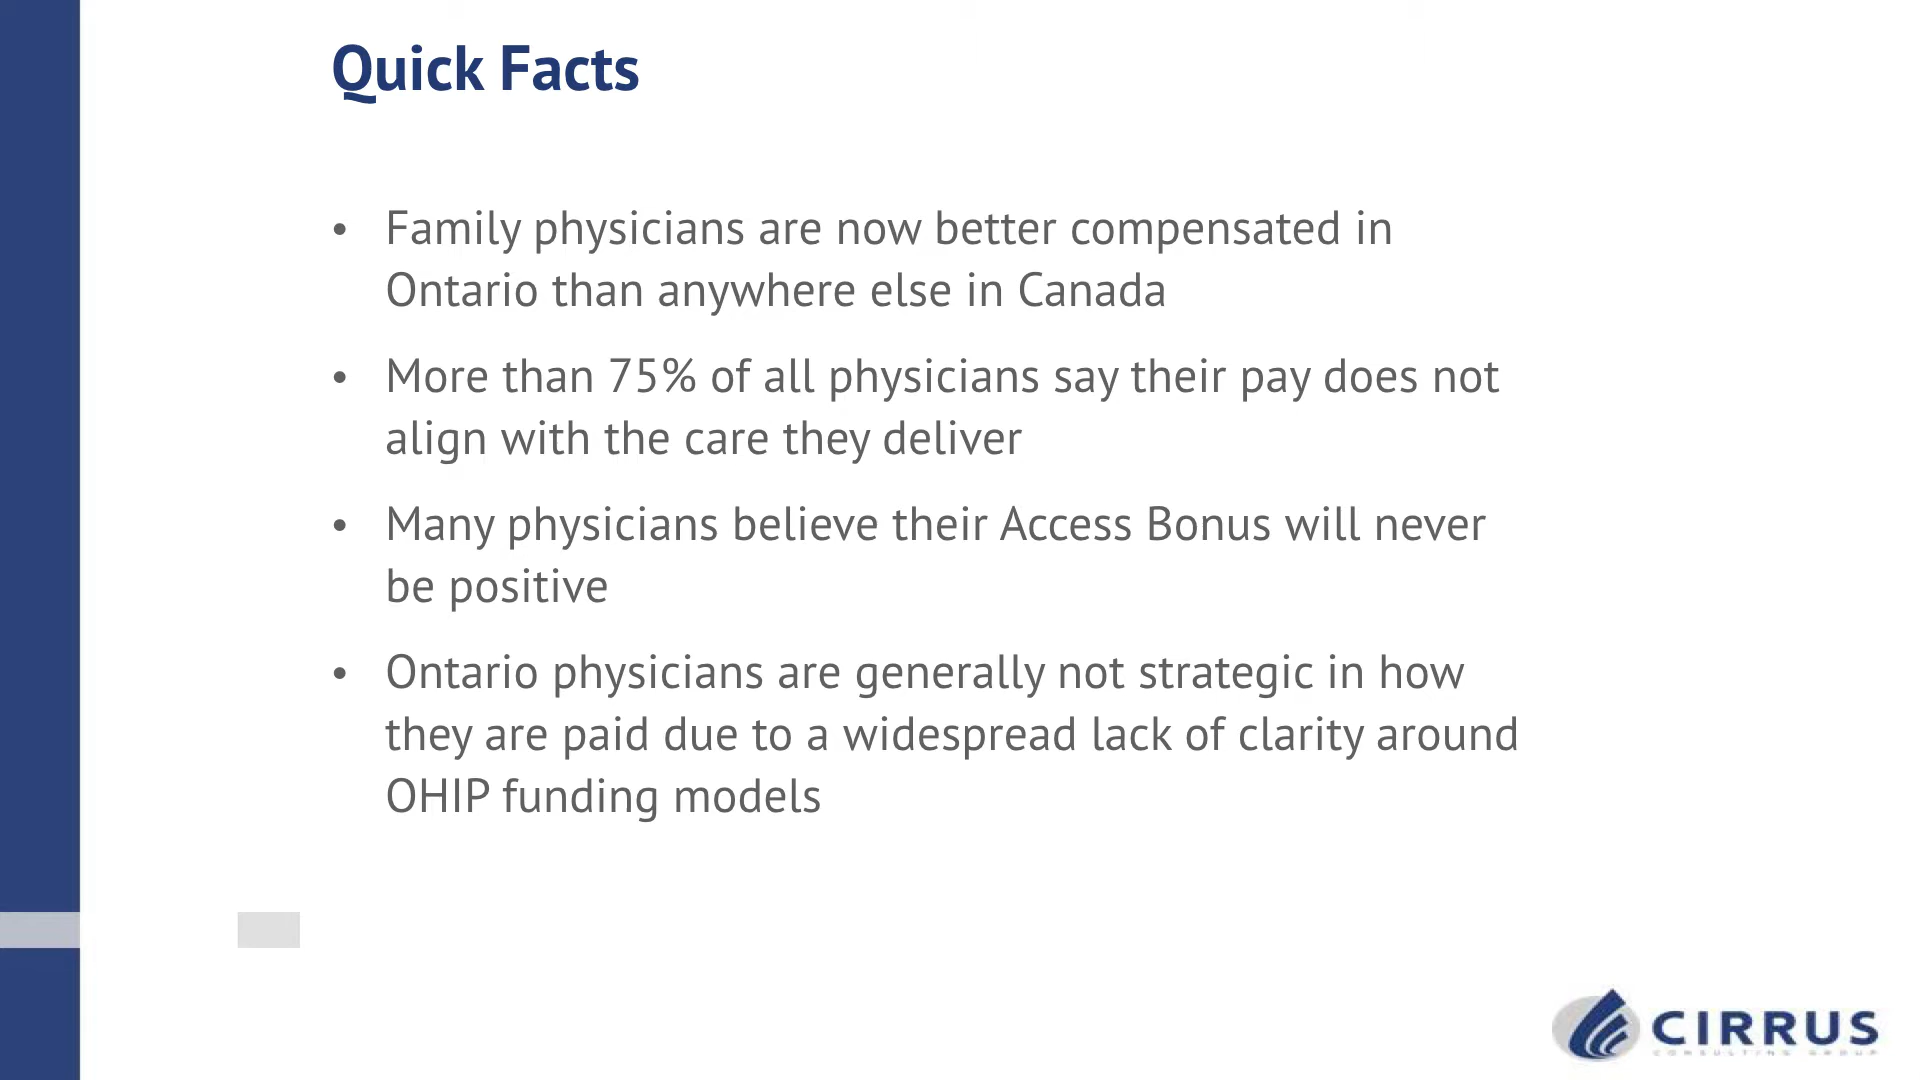 Quick Facts
• Family physicians are now better compensated in
Ontario than anywhere else in Canada
• More than 75% of all physicians say their pay does not
align with the care they deliver
• Many physicians believe their Access Bonus will never
be positive
• Ontario physicians are generally not strategic in how
they are paid due to a widespread lack of clarity around
OHIP funding models
CIRRUS
CONSULTING GROUP